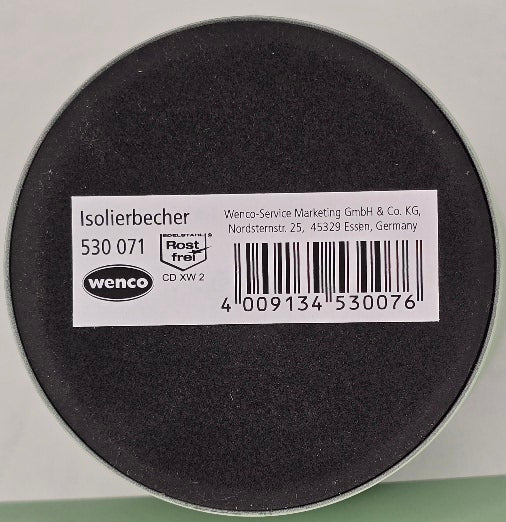 Isolierbecher
530 071
EDELSTAHL®
Rost
frei
wenco
CD XW 2
Wenco-Service Marketing GmbH & Co. KG,
Nordsternstr. 25, 45329 Essen, Germany
4 009134 530076